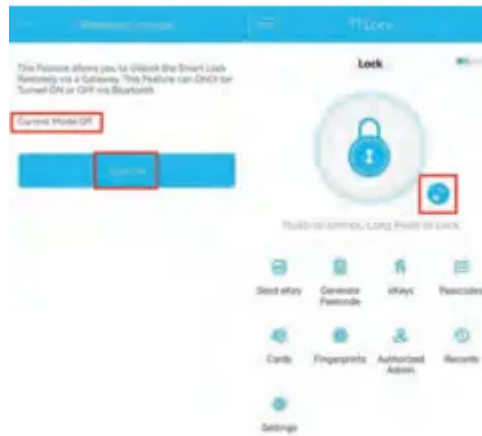 Remote Unlock
This Feature allows you to Unlock the Smart Lock
Remotely via a Gateway. This Feature can ONLY be
Turned ON or OFF via Bluetooth
Current Mode Off
TTLock
Lock
Touch to Unlock, Long Press to Lock
Send eKey
Generate
Passcode
eKeys
Passcodes
Cards
Fingerprints
Authorized
Admin
Records
Settings